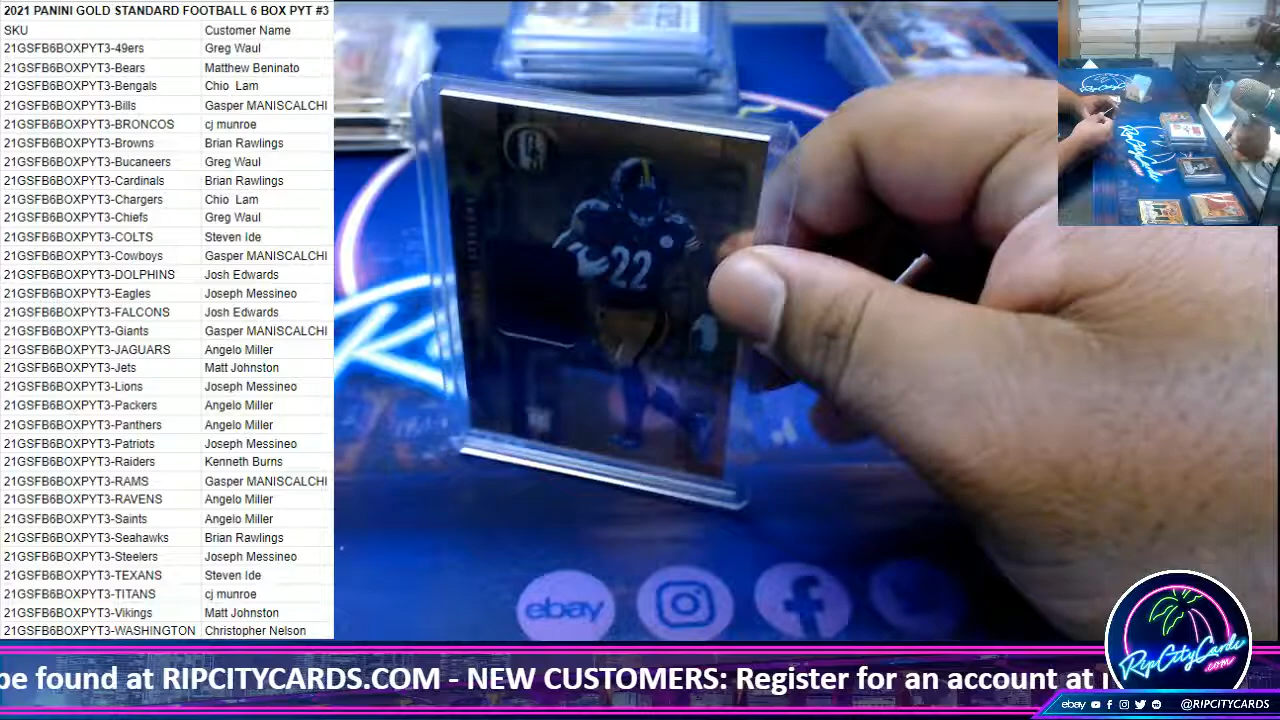 2021 PANINI GOLD STANDARD FOOTBALL 6 BOX PYT #3
SKU Customer Name
21GSFB6BOXPYT3-49ers Greg Waul
21GSFB6BOXPYT3-Bears Matthew Beninato
21GSFB6BOXPYT3-Bengals Chio Lam
21GSFB6BOXPYT3-Bills Gasper MANISCALCHI
21GSFB6BOXPYT3-BRONCOS cj munroe
21GSFB6BOXPYT3-Browns Brian Rawlings
21GSFB6BOXPYT3-Bucaneers Greg Waul
21GSFB6BOXPYT3-Cardinals Brian Rawlings
21GSFB6BOXPYT3-Chargers Chio Lam
21GSFB6BOXPYT3-Chiefs Greg Waul
21GSFB6BOXPYT3-COLTS Steven Ide
21GSFB6BOXPYT3-Cowboys Gasper MANISCALCHI
21GSFB6BOXPYT3-DOLPHINS Josh Edwards
21GSFB6BOXPYT3-Eagles Joseph Messineo
21GSFB6BOXPYT3-FALCONS Josh Edwards
21GSFB6BOXPYT3-Giants Gasper MANISCALCHI
21GSFB6BOXPYT3-JAGUARS Angelo Miller
21GSFB6BOXPYT3-Jets Matt Johnston
21GSFB6BOXPYT3-Lions Joseph Messineo
21GSFB6BOXPYT3-Packers Angelo Miller
21GSFB6BOXPYT3-Panthers Angelo Miller
21GSFB6BOXPYT3-Patriots Joseph Messineo
21GSFB6BOXPYT3-Raiders Kenneth Burns
21GSFB6BOXPYT3-RAMS Gasper MANISCALCHI
21GSFB6BOXPYT3-RAVENS Angelo Miller
21GSFB6BOXPYT3-Saints Angelo Miller
21GSFB6BOXPYT3-Seahawks Brian Rawlings
21GSFB6BOXPYT3-Steelers Joseph Messineo
21GSFB6BOXPYT3-TEXANS Steven Ide
21GSFB6BOXPYT3-TITANS cj munroe
21GSFB6BOXPYT3-Vikings Matt Johnston
21GSFB6BOXPYT3-WASHINGTON Christopher Nelson
22
ebay
be found at RIPCITYCARDS.COM - NEW CUSTOMERS: Register for an account at
RipCityCards
.com
ebay @RIPCITYCARDS